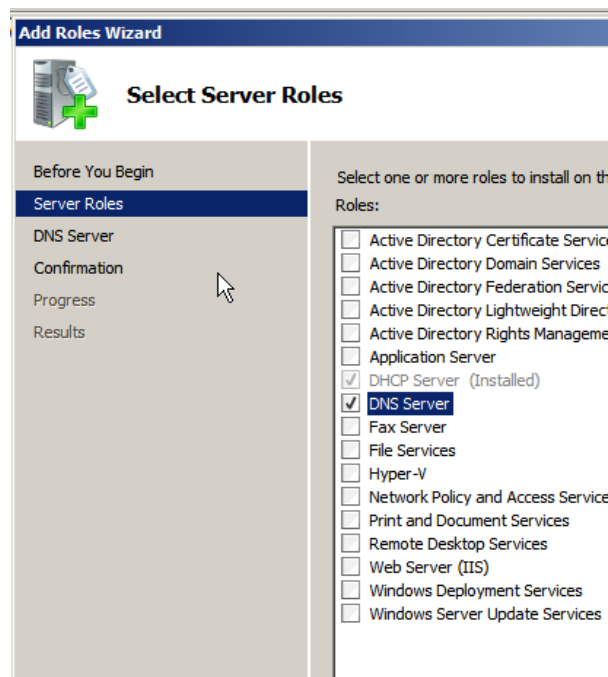 Add Roles Wizard
Select Server Roles
Before You Begin
Server Roles
DNS Server
Confirmation
Progress
Results
Select one or more roles to install on th
Roles:
Active Directory Certificate Servic
Active Directory Domain Services
Active Directory Federation Servic
Active Directory Lightweight Direct
Active Directory Rights Manageme
Application Server
DHCP Server (Installed)
DNS Server
Fax Server
File Services
Hyper-V
Network Policy and Access Service
Print and Document Services
Remote Desktop Services
Web Server (IIS)
Windows Deployment Services
Windows Server Update Services